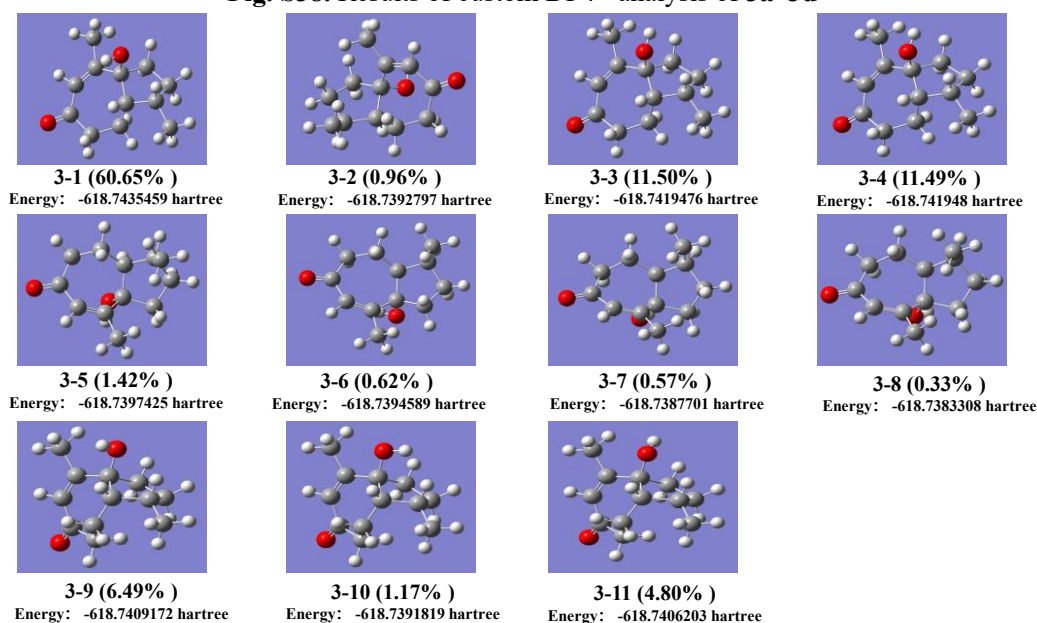 3-1 (60.65% )
Energy: -618.7435459 hartree
3-2 (0.96% )
Energy: -618.7392797 hartree
3-3 (11.50% )
Energy: -618.7419476 hartree
3-4 (11.49% )
Energy: -618.741948 hartree
3-5 (1.42% )
Energy: -618.7397425 hartree
3-6 (0.62% )
Energy: -618.7394589 hartree
3-7 (0.57% )
Energy: -618.7387701 hartree
3-8 (0.33% )
Energy: -618.7383308 hartree
3-9 (6.49% )
Energy: -618.7409172 hartree
3-10 (1.17% )
Energy: -618.7391819 hartree
3-11 (4.80% )
Energy: -618.7406203 hartree